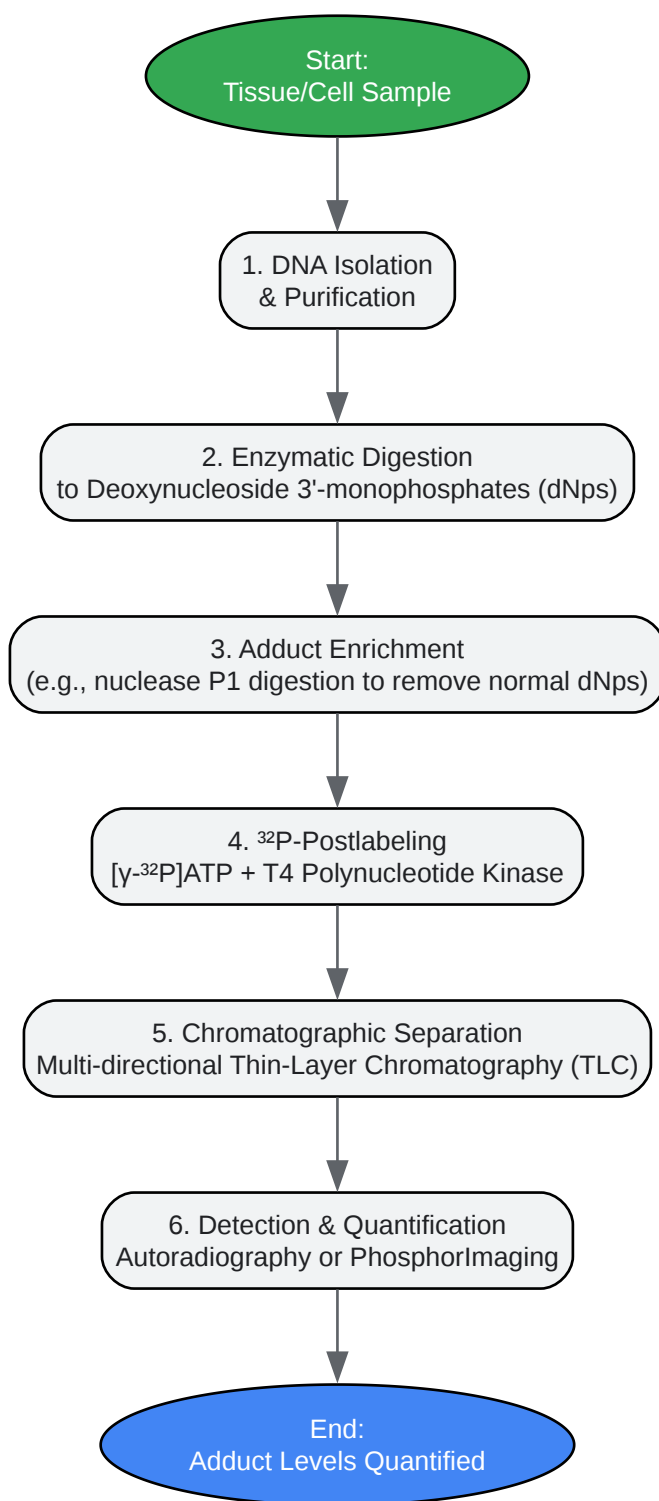 Start:
Tissue/Cell Sample
1. DNA Isolation
& Purification
2. Enzymatic Digestion
to Deoxynucleoside 3'-monophosphates (dNps)
3. Adduct Enrichment
(e.g., nuclease P1 digestion to remove normal dNps)
4. ³²P-Postlabeling
[γ-³²P]ATP + T4 Polynucleotide Kinase
5. Chromatographic Separation
Multi-directional Thin-Layer Chromatography (TLC)
6. Detection & Quantification
Autoradiography or PhosphorImaging
End:
Adduct Levels Quantified